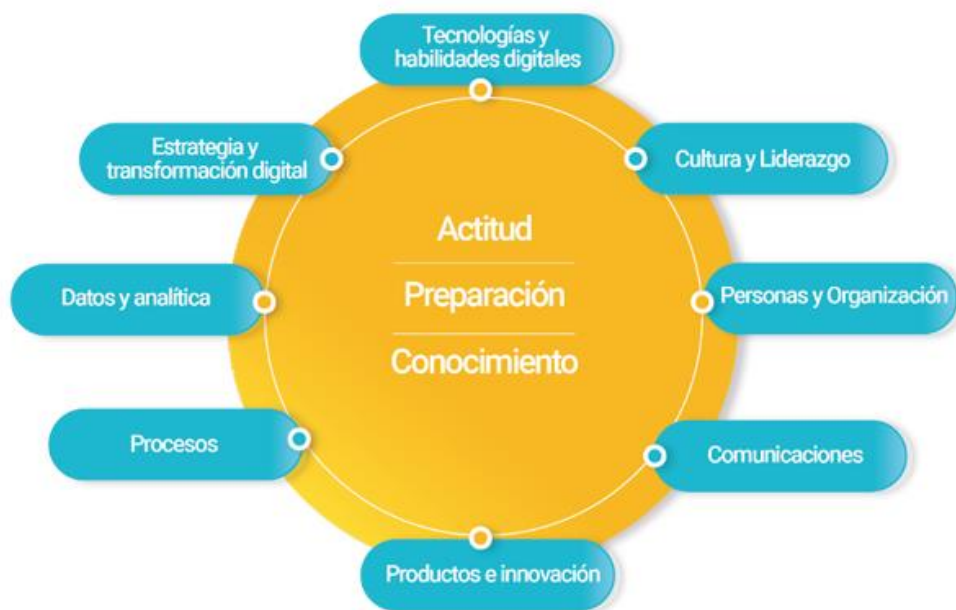 Tecnologías y
habilidades digitales
Estrategia y
transformación digital
Cultura y Liderazgo
Actitud
Preparación
Conocimiento
Datos y analítica
Personas y Organización
Procesos
Comunicaciones
Productos e innovación